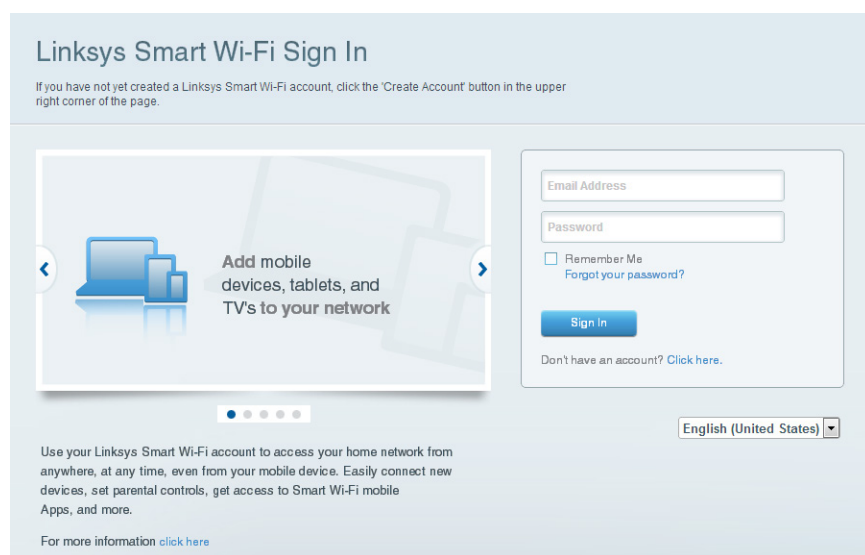 Linksys Smart Wi-Fi Sign In
If you have not yet created a Linksys Smart Wi-Fi account, click the 'Create Account' button in the upper
right corner of the page.
Add mobile
devices, tablets, and
TV's to your network
Email Address
Password
Remember Me
Forgot your password?
Sign In
Don't have an account? Click here.
English (United States)
Use your Linksys Smart Wi-Fi account to access your home network from
anywhere, at any time, even from your mobile device. Easily connect new
devices, set parental controls, get access to Smart Wi-Fi mobile
Apps, and more.
For more information click here